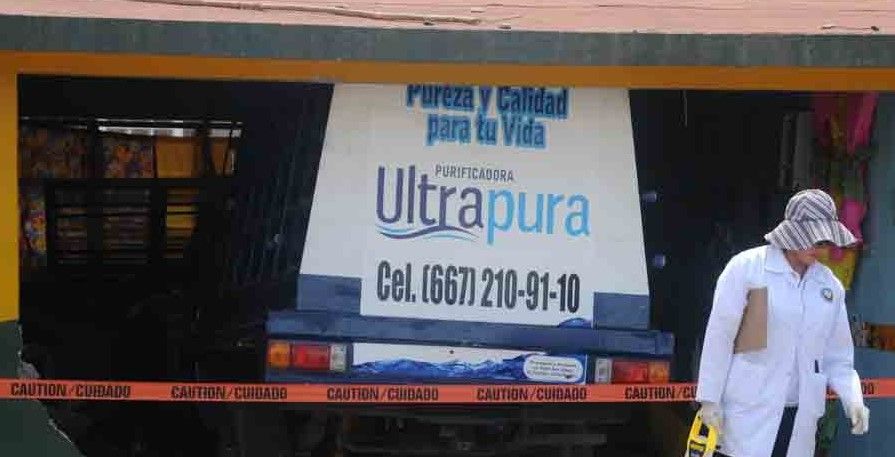 Pureza y Calidad
para tu Vida
PURIFICADORA
Ultrapura
Cel. (667) 210-91-10
CAUTION/CUIDADO CAUTION/CUIDADO CAUTION/CUIDADO CAUTION/CUIDADO CAUTION/CUIDADO